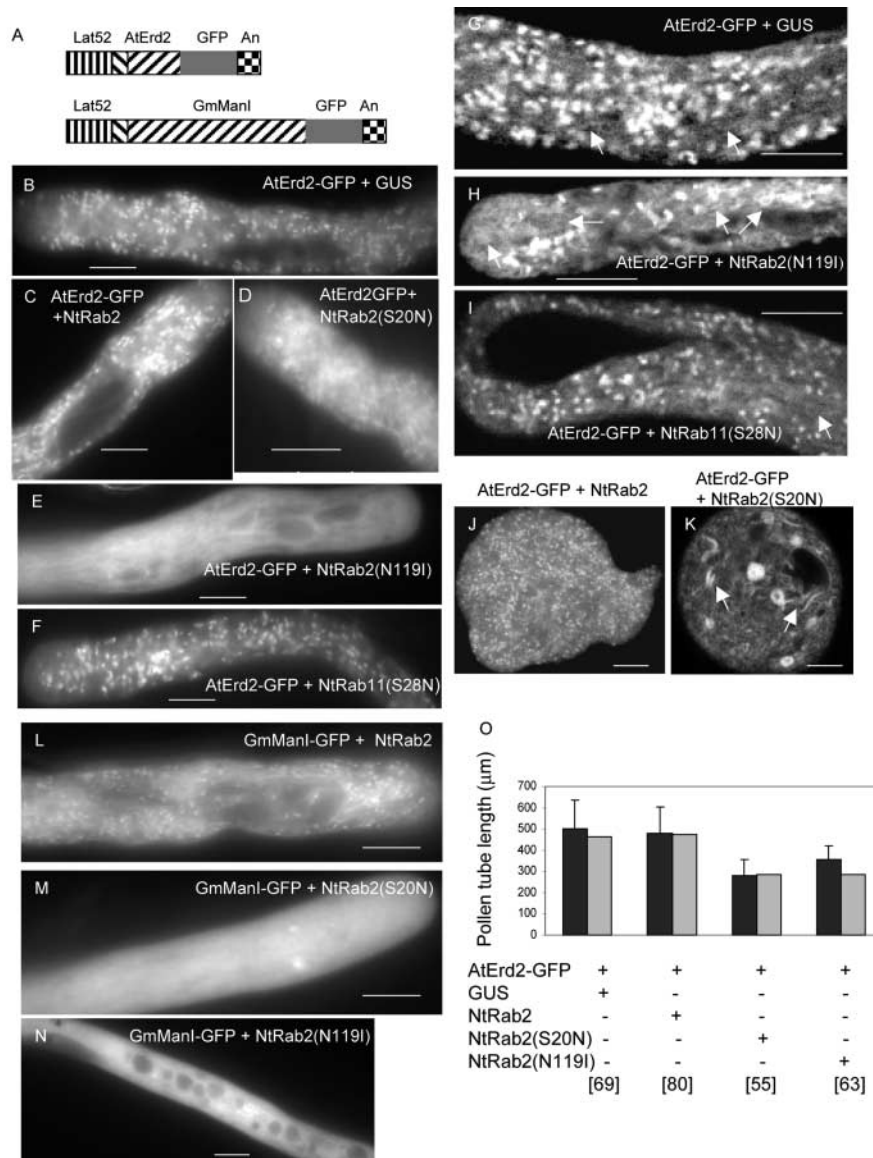 A
Lat52 AtErd2 GFP An
Lat52 GmManI GFP An
B
AtErd2-GFP + GUS
C
AtErd2-GFP
+NtRab2
D
AtErd2GFP+
NtRab2(S20N)
E
AtErd2-GFP + NtRab2(N119I)
F
AtErd2-GFP + NtRab11(S28N)
G
AtErd2-GFP + GUS
H
AtErd2-GFP + NtRab2(N119I)
I
AtErd2-GFP + NtRab11(S28N)
AtErd2-GFP + NtRab2
J
AtErd2-GFP
+ NtRab2(S20N)
K
L
GmManI-GFP + NtRab2
M
GmManI-GFP + NtRab2(S20N)
N
GmManI-GFP + NtRab2(N119I)
O
Pollen tube length (µm)
700
600
500
400
300
200
100
0
AtErd2-GFP + + + +
GUS + - - -
NtRab2 - + - -
NtRab2(S20N) - - + -
NtRab2(N119I) - - - +
[69] [80] [55] [63]